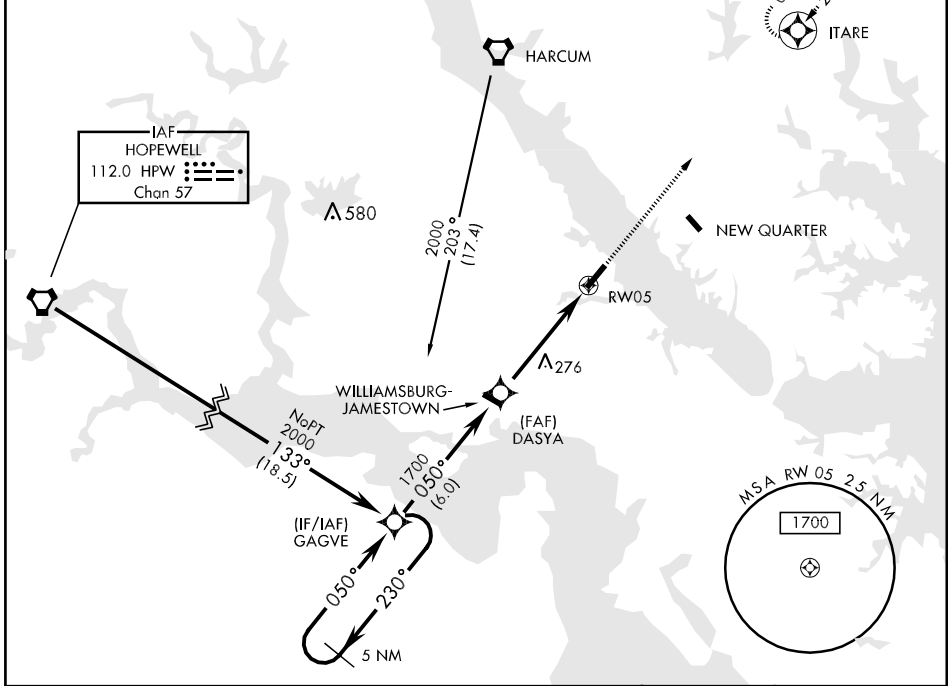 ITARE
HARCUM
IAF
HOPEWELL
112.0 HPW
Chan 57
580
2000
203°
(17.4)
NEW QUARTER
RW05
276
WILLIAMSBURG-
JAMESTOWN
(FAF)
DASYA
NoPT
2000
133°
(18.5)
1700
050°
(6.0)
(IF/IAF)
GAGVE
050°
230°
5 NM
MSA RW 05 25 NM
1700